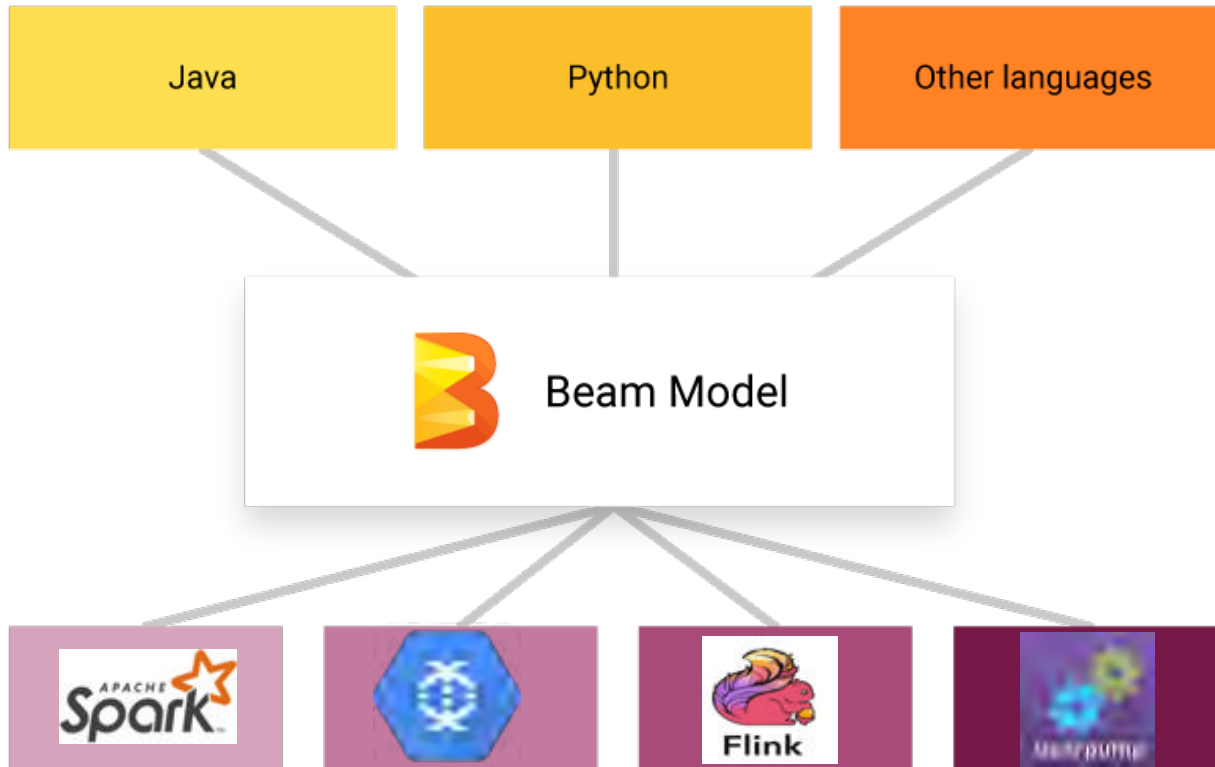 Java
Python
Other languages
Beam Model
APACHE
Spark
Flink